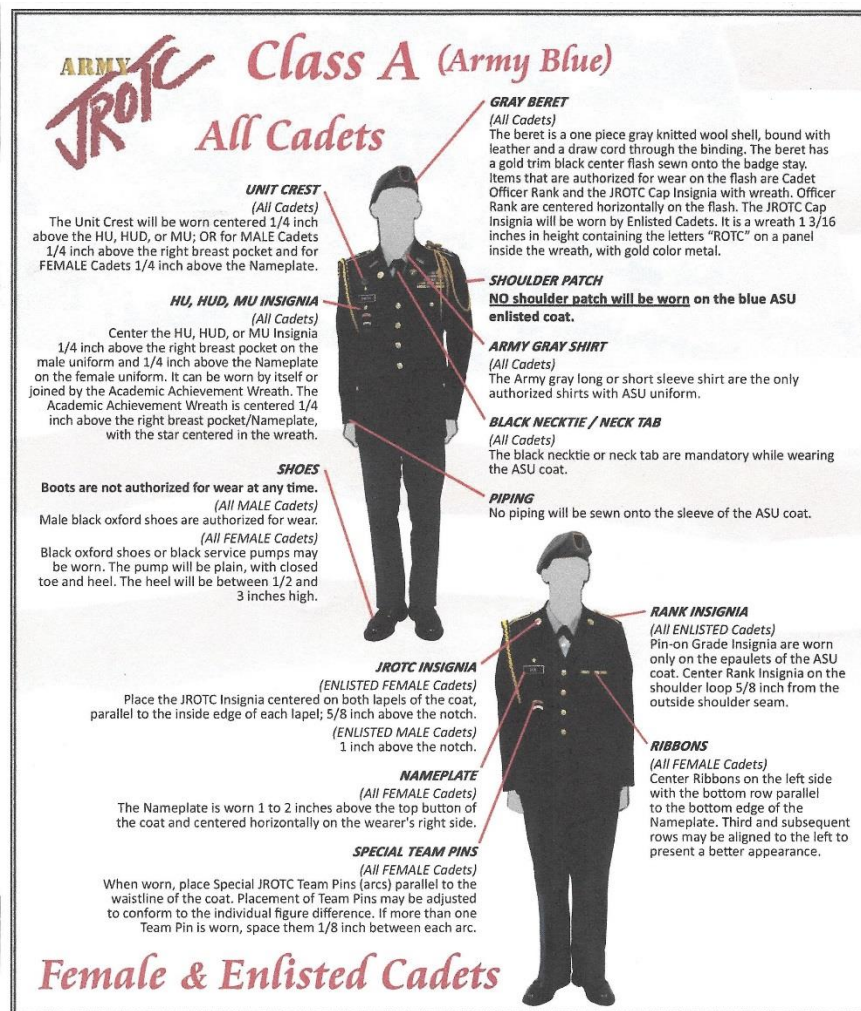 ARMY
JROTC
Class A (Army Blue)
All Cadets
UNIT CREST
(All Cadets)
The Unit Crest will be worn centered 1/4 inch
above the HU, HUD, or MU; OR for MALE Cadets
1/4 inch above the right breast pocket and for
FEMALE Cadets 1/4 inch above the Nameplate.
HU, HUD, MU INSIGNIA
(All Cadets)
Center the HU, HUD, or MU Insignia
1/4 inch above the right breast pocket on the
male uniform and 1/4 inch above the Nameplate
on the female uniform. It can be worn by itself or
joined by the Academic Achievement Wreath. The
Academic Achievement Wreath is centered 1/4
inch above the right breast pocket/Nameplate,
with the star centered in the wreath.
SHOES
Boots are not authorized for wear at any time.
(All MALE Cadets)
Male black oxford shoes are authorized for wear.
(All FEMALE Cadets)
Black oxford shoes or black service pumps may
be worn. The pump will be plain, with closed
toe and heel. The heel will be between 1/2 and
3 inches high.
GRAY BERET
(All Cadets)
The beret is a one piece gray knitted wool shell, bound with
leather and a draw cord through the binding. The beret has
a gold trim black center flash sewn onto the badge stay.
Items that are authorized for wear on the flash are Cadet
Officer Rank and the JROTC Cap Insignia with wreath. Officer
Rank are centered horizontally on the flash. The JROTC Cap
Insignia will be worn by Enlisted Cadets. It is a wreath 1 3/16
inches in height containing the letters "ROTC" on a panel
inside the wreath, with gold color metal.
SHOULDER PATCH
NO shoulder patch will be worn on the blue ASU
enlisted coat.
ARMY GRAY SHIRT
(All Cadets)
The Army gray long or short sleeve shirt are the only
authorized shirts with ASU uniform.
BLACK NECKTIE / NECK TAB
(All Cadets)
The black necktie or neck tab are mandatory while wearing
the ASU coat.
PIPING
No piping will be sewn onto the sleeve of the ASU coat.
JROTC INSIGNIA
(ENLISTED FEMALE Cadets)
Place the JROTC Insignia centered on both lapels of the coat,
parallel to the inside edge of each lapel; 5/8 inch above the notch.
(ENLISTED MALE Cadets)
1 inch above the notch.
NAMEPLATE
(All FEMALE Cadets)
The Nameplate is worn 1 to 2 inches above the top button of
the coat and centered horizontally on the wearer's right side.
SPECIAL TEAM PINS
(All FEMALE Cadets)
When worn, place Special JROTC Team Pins (arcs) parallel to the
waistline of the coat. Placement of Team Pins may be adjusted
to conform to the individual figure difference. If more than one
Team Pin is worn, space them 1/8 inch between each arc.
RANK INSIGNIA
(All ENLISTED Cadets)
Pin-on Grade Insignia are worn
only on the epaulets of the ASU
coat. Center Rank Insignia on the
shoulder loop 5/8 inch from the
outside shoulder seam.
RIBBONS
(All FEMALE Cadets)
Center Ribbons on the left side
with the bottom row parallel
to the bottom edge of the
Nameplate. Third and subsequent
rows may be aligned to the left to
present a better appearance.
Female & Enlisted Cadets